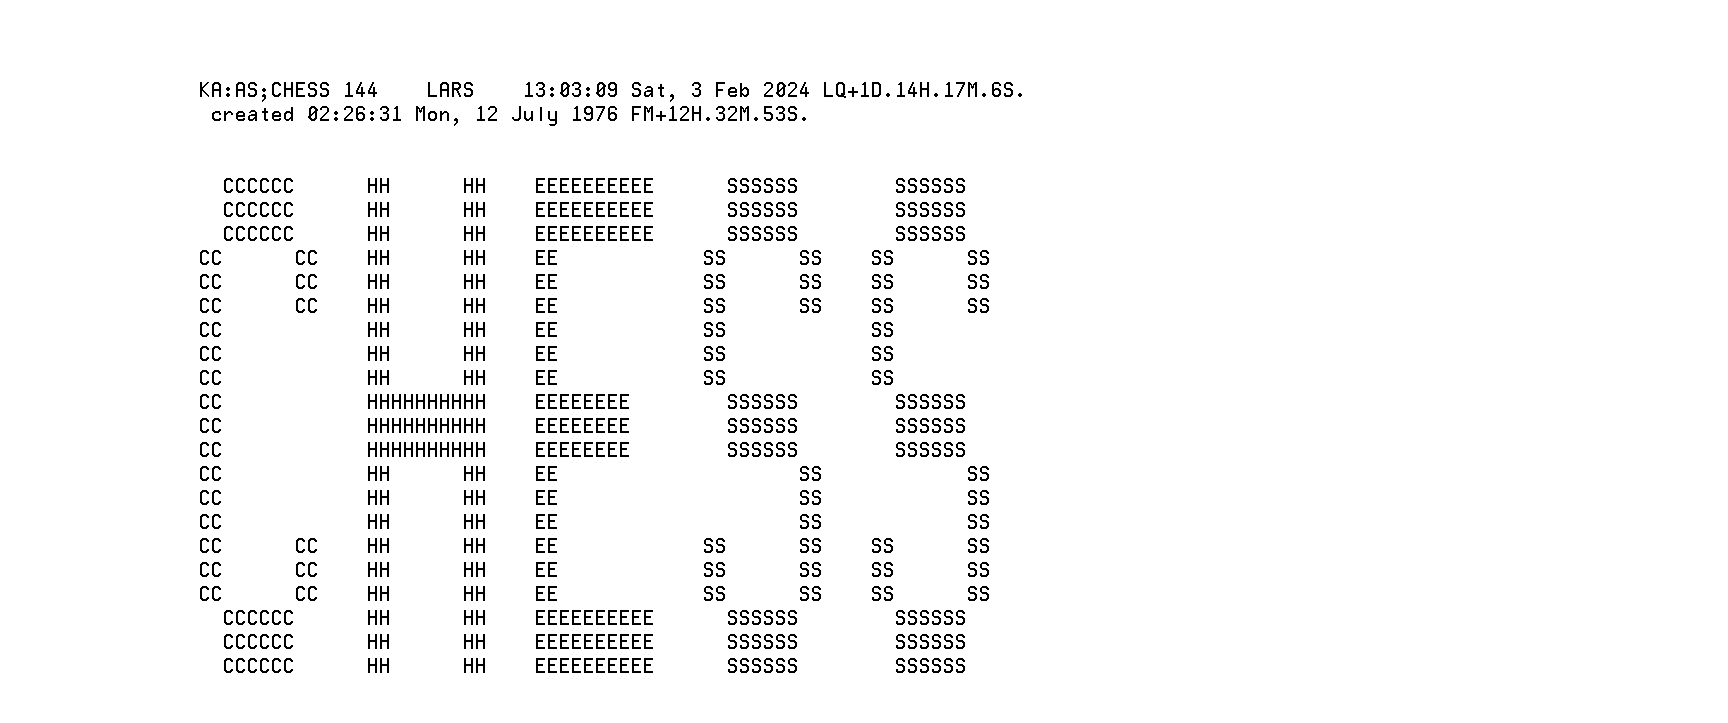 KA:AS;CHESS 144    LARS    13:03:09 Sat, 3 Feb 2024 LQ+1D.14H.17M.6S.
 created 02:26:31 Mon, 12 July 1976 FM+12H.32M.53S.
  CCCCCC      HH      HH    EEEEEEEEEE      SSSSSS        SSSSSS
  CCCCCC      HH      HH    EEEEEEEEEE      SSSSSS        SSSSSS
  CCCCCC      HH      HH    EEEEEEEEEE      SSSSSS        SSSSSS
CC      CC    HH      HH    EE            SS      SS    SS      SS
CC      CC    HH      HH    EE            SS      SS    SS      SS
CC      CC    HH      HH    EE            SS      SS    SS      SS
CC            HH      HH    EE            SS            SS
CC            HH      HH    EE            SS            SS
CC            HH      HH    EE            SS            SS
CC            HHHHHHHHHH    EEEEEEEE        SSSSSS        SSSSSS
CC            HHHHHHHHHH    EEEEEEEE        SSSSSS        SSSSSS
CC            HHHHHHHHHH    EEEEEEEE        SSSSSS        SSSSSS
CC            HH      HH    EE                    SS            SS
CC            HH      HH    EE                    SS            SS
CC            HH      HH    EE                    SS            SS
CC      CC    HH      HH    EE            SS      SS    SS      SS
CC      CC    HH      HH    EE            SS      SS    SS      SS
CC      CC    HH      HH    EE            SS      SS    SS      SS
  CCCCCC      HH      HH    EEEEEEEEEE      SSSSSS        SSSSSS
  CCCCCC      HH      HH    EEEEEEEEEE      SSSSSS        SSSSSS
  CCCCCC      HH      HH    EEEEEEEEEE      SSSSSS        SSSSSS